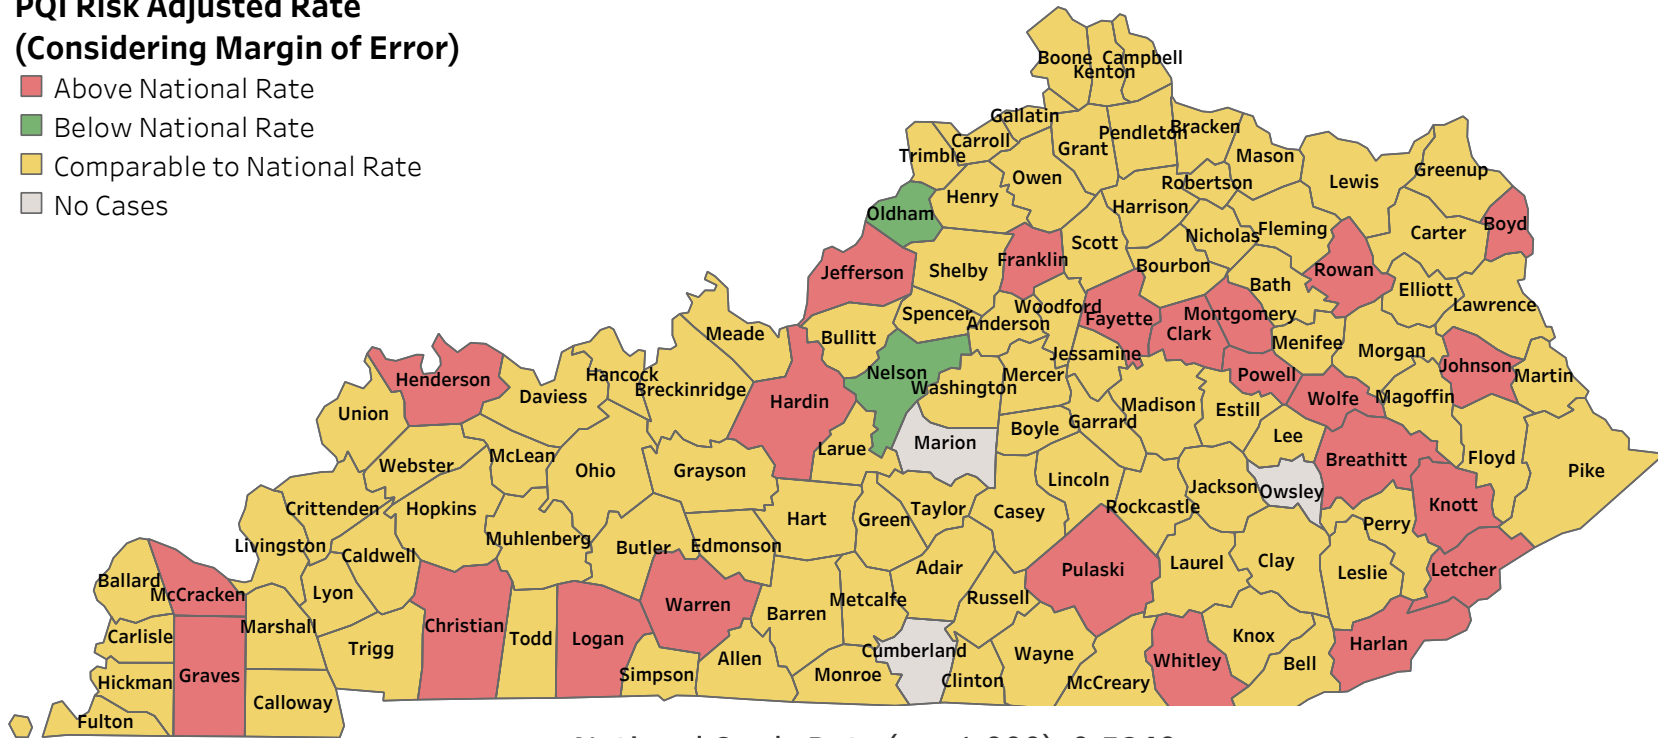 PQI Risk Adjusted Rate
(Considering Margin of Error)
Above National Rate
Below National Rate
Comparable to National Rate
No Cases
Boone
Campbell
Kenton
Gallatin
Carroll
Trimble
Grant
Pendleton
Bracken
Mason
Owen
Henry
Robertson
Lewis
Greenup
Harrison
Oldham
Boyd
Carter
Fleming
Nicholas
Scott
Franklin
Shelby
Jefferson
Bourbon
Rowan
Bath
Elliott
Lawrence
Woodford
Spencer
Anderson
Fayette
Montgomery
Clark
Menifee
Morgan
Meade
Bullitt
Jessamine
Johnson
Martin
Nelson
Mercer
Powell
Washington
Henderson
Hancock
Breckinridge
Daviess
Hardin
Wolfe
Magoffin
Madison
Estill
Union
Garrard
Boyle
Lee
Marion
Larue
Breathitt
Floyd
Pike
McLean
Webster
Ohio
Grayson
Lincoln
Jackson
Owsley
Knott
Rockcastle
Crittenden
Hopkins
Taylor
Casey
Green
Hart
Perry
Muhlenberg
Livingston
Caldwell
Butler
Edmonson
Laurel
Clay
Leslie
Letcher
Pulaski
Adair
Ballard
McCracken
Lyon
Russell
Metcalfe
Warren
Barren
Marshall
Christian
Todd
Logan
Carlisle
Knox
Harlan
Trigg
Cumberland
Wayne
Whitley
Bell
Allen
Simpson
Monroe
Clinton
McCreary
Graves
Hickman
Calloway
Fulton